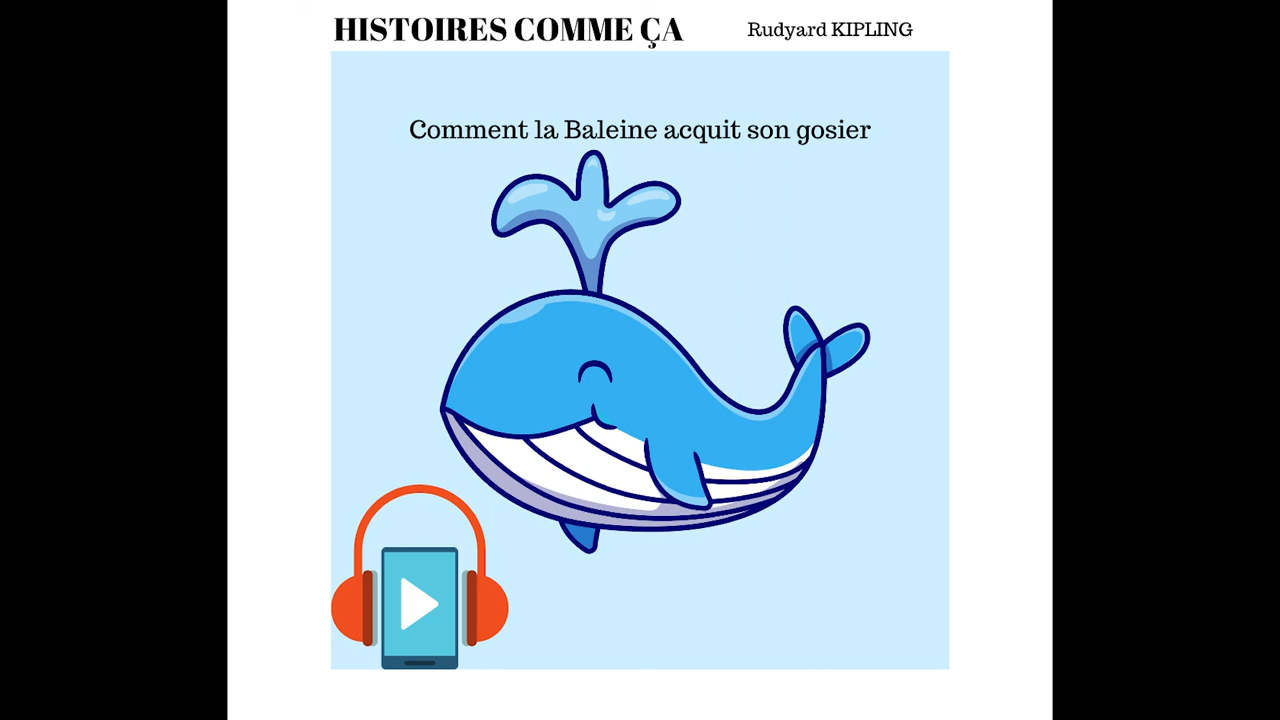 HISTOIRES COMME ÇA
Rudyard KIPLING
Comment la Baleine acquit son gosier